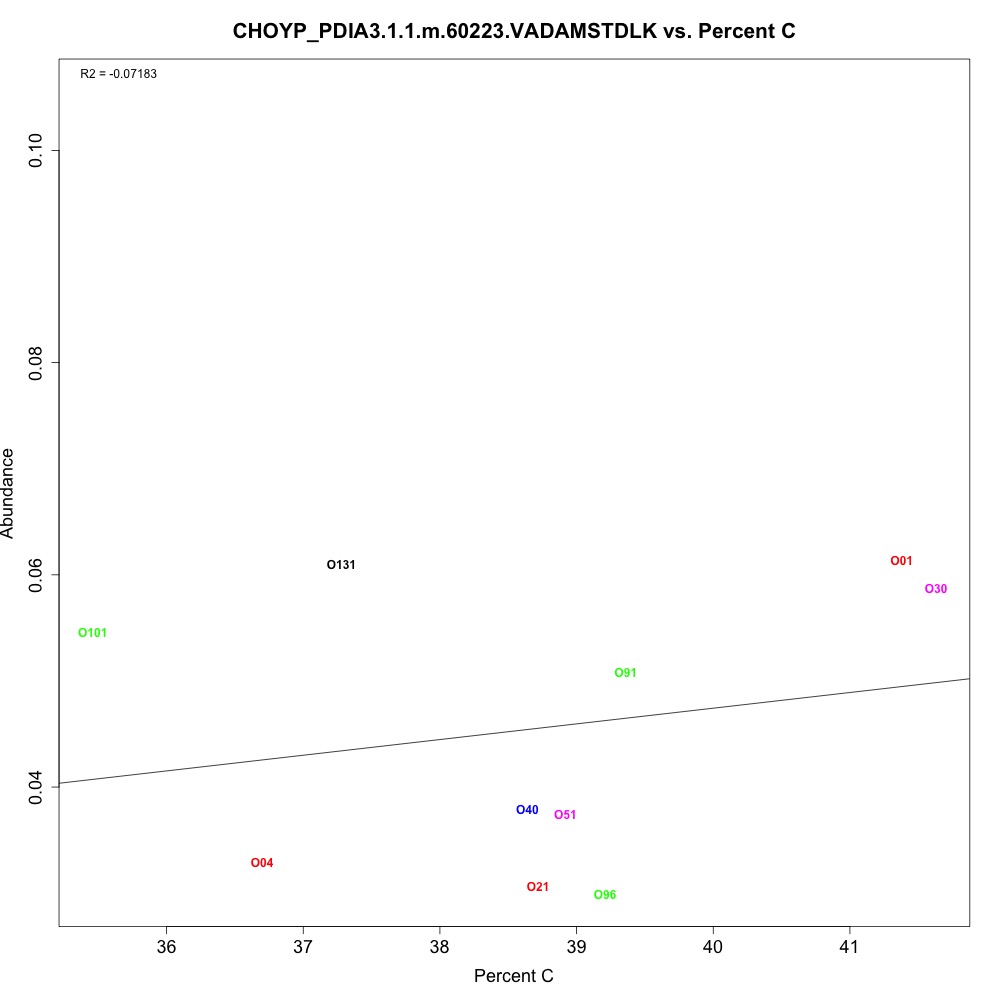 CHOYP_PDIA3.1.1.m.60223.VADAMSTDLK vs. Percent C
R2 = -0.07183
0.10
0.08
Abundance
O131
O01
0.06
O30
O101
O91
0.04
O40
O51
O04
O21
O96
36 37 38 39 40 41
Percent C